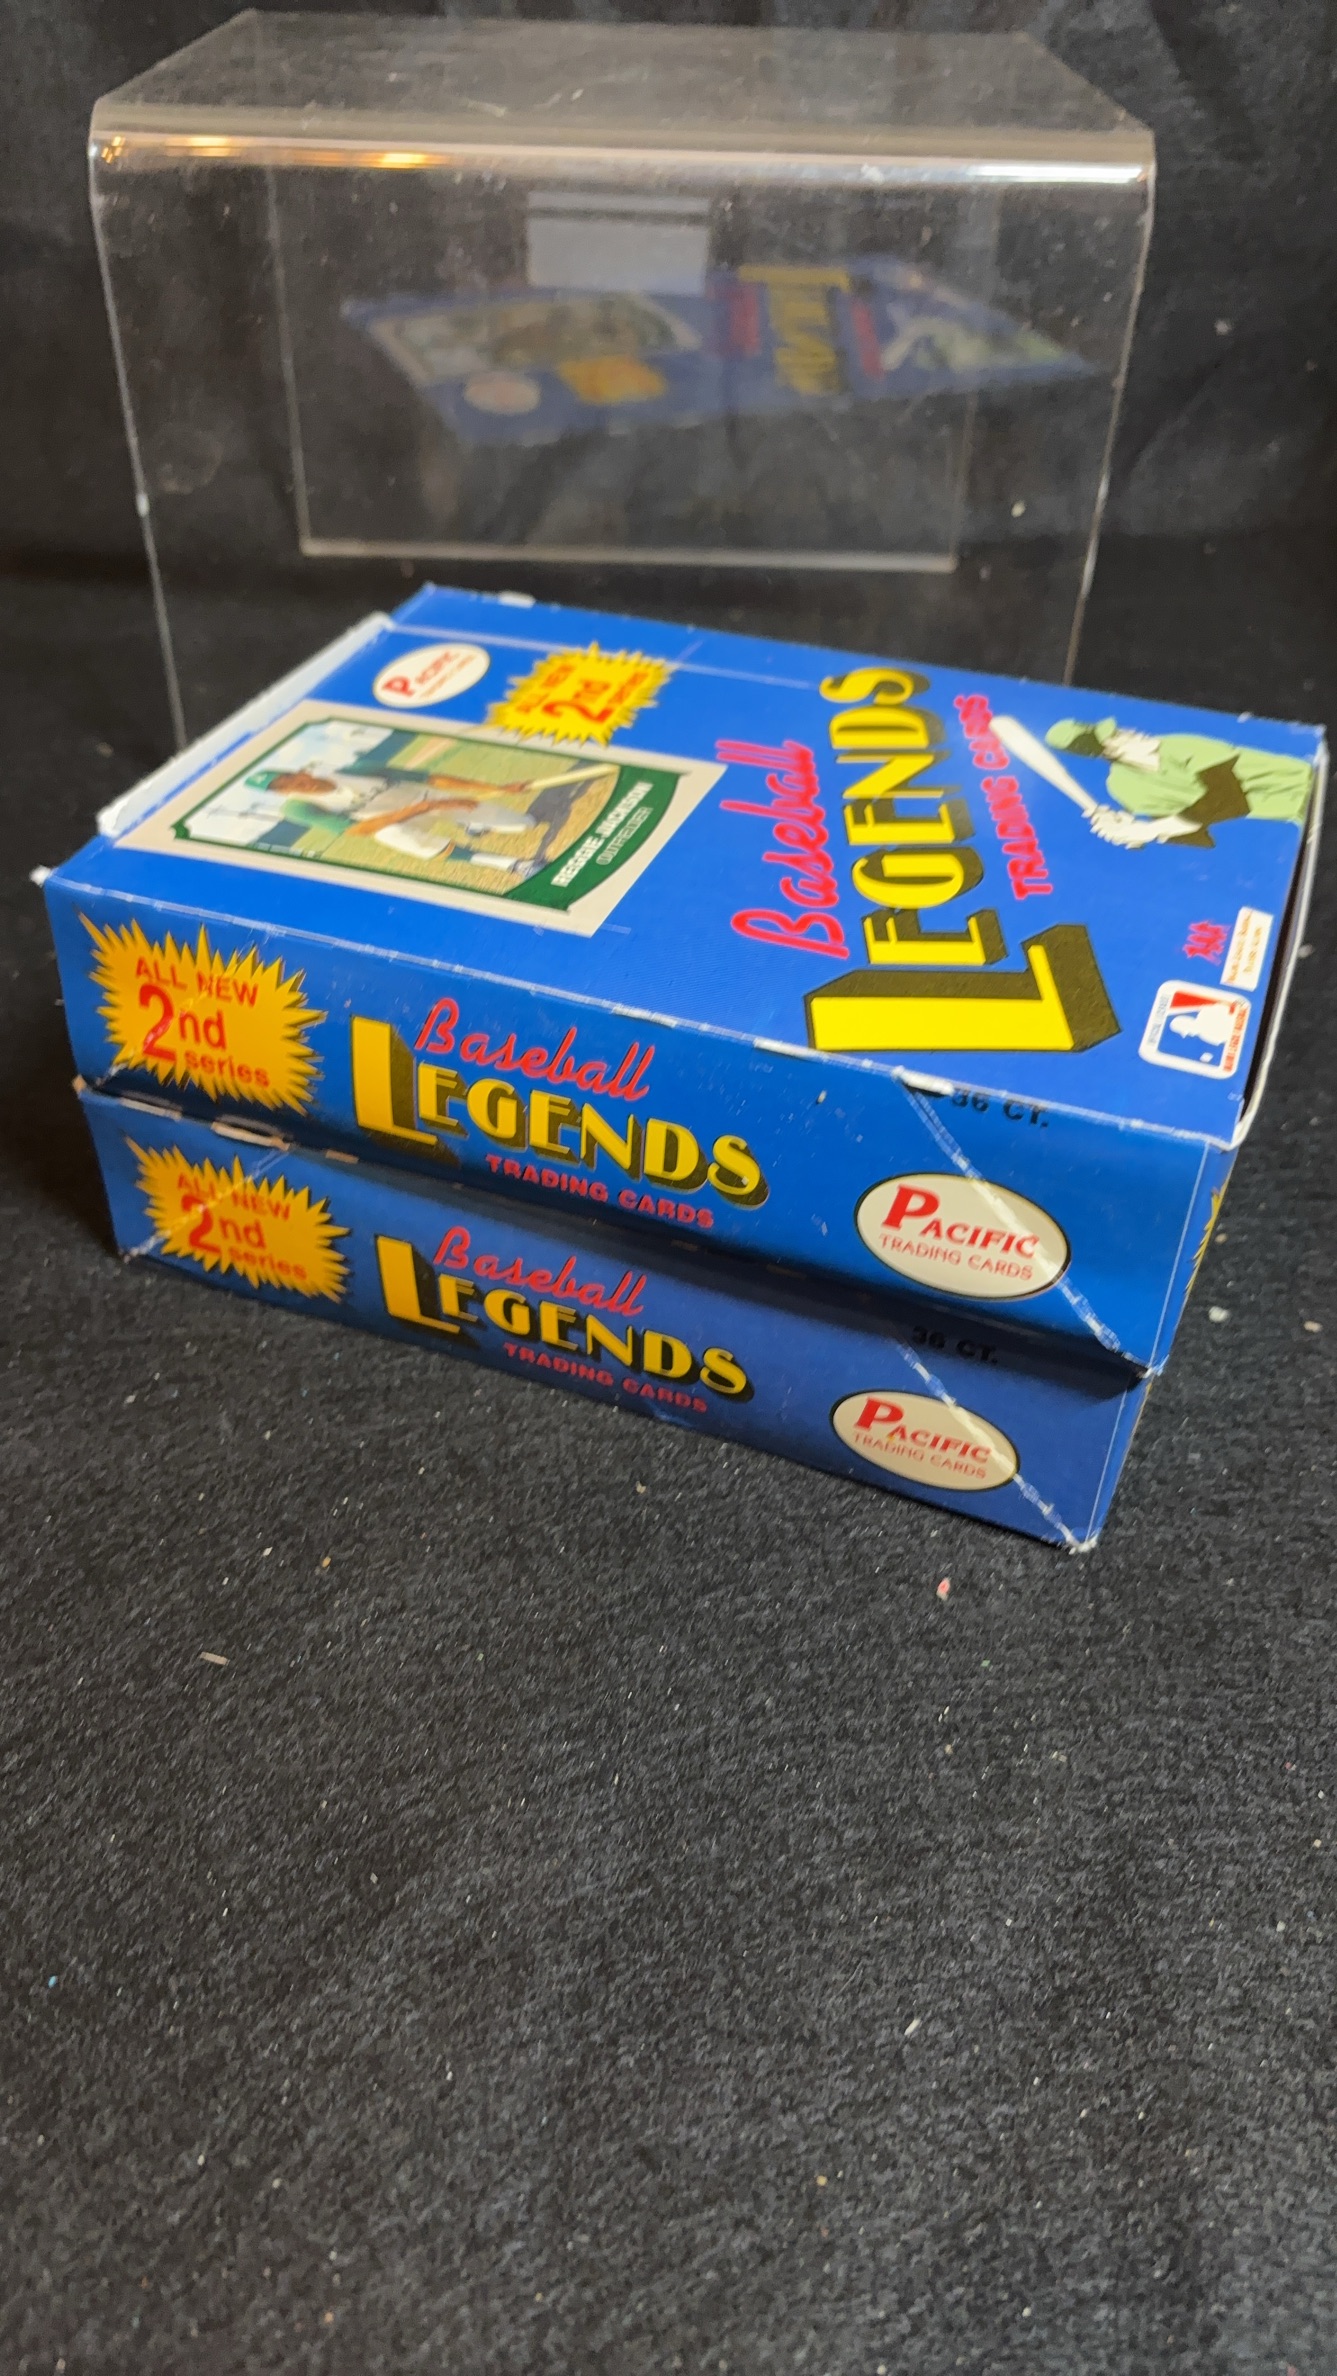 PACIFIC
ALL NEW
2nd
SERIES
REGGIE JACKSON
OUTFIELDER
Baseball
LEGENDS
TRADING CARDS
ALL NEW
2nd
series
Baseball
LEGENDS
TRADING CARDS
36 CT.
PACIFIC
TRADING CARDS
ALL NEW
2nd
series
Baseball
LEGENDS
TRADING CARDS
36 CT.
PACIFIC
TRADING CARDS